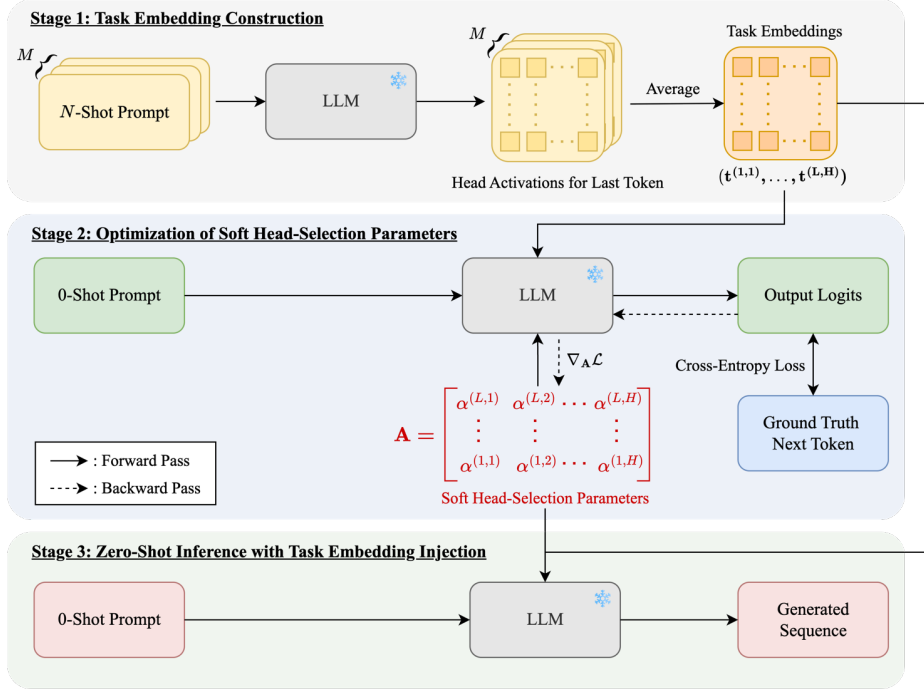 Stage 1: Task Embedding Construction
M
N-Shot Prompt
LLM
M
Head Activations for Last Token
Average
Task Embeddings
(t^(1,1), ..., t^(L,H))
Stage 2: Optimization of Soft Head-Selection Parameters
0-Shot Prompt
LLM
Output Logits
∇_A ℒ
Cross-Entropy Loss
Ground Truth
Next Token
A =
α^(L,1) α^(L,2) ⋯ α^(L,H)
⋮ ⋮ ⋮
α^(1,1) α^(1,2) ⋯ α^(1,H)
Soft Head-Selection Parameters
: Forward Pass
: Backward Pass
Stage 3: Zero-Shot Inference with Task Embedding Injection
0-Shot Prompt
LLM
Generated
Sequence